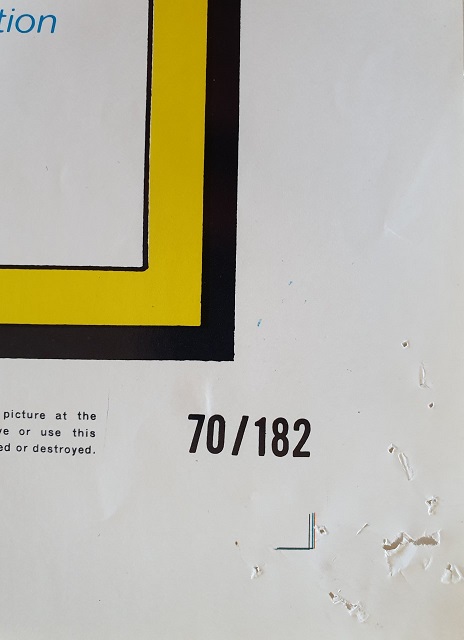 tion
picture at the
ve or use this
ed or destroyed.
70/182